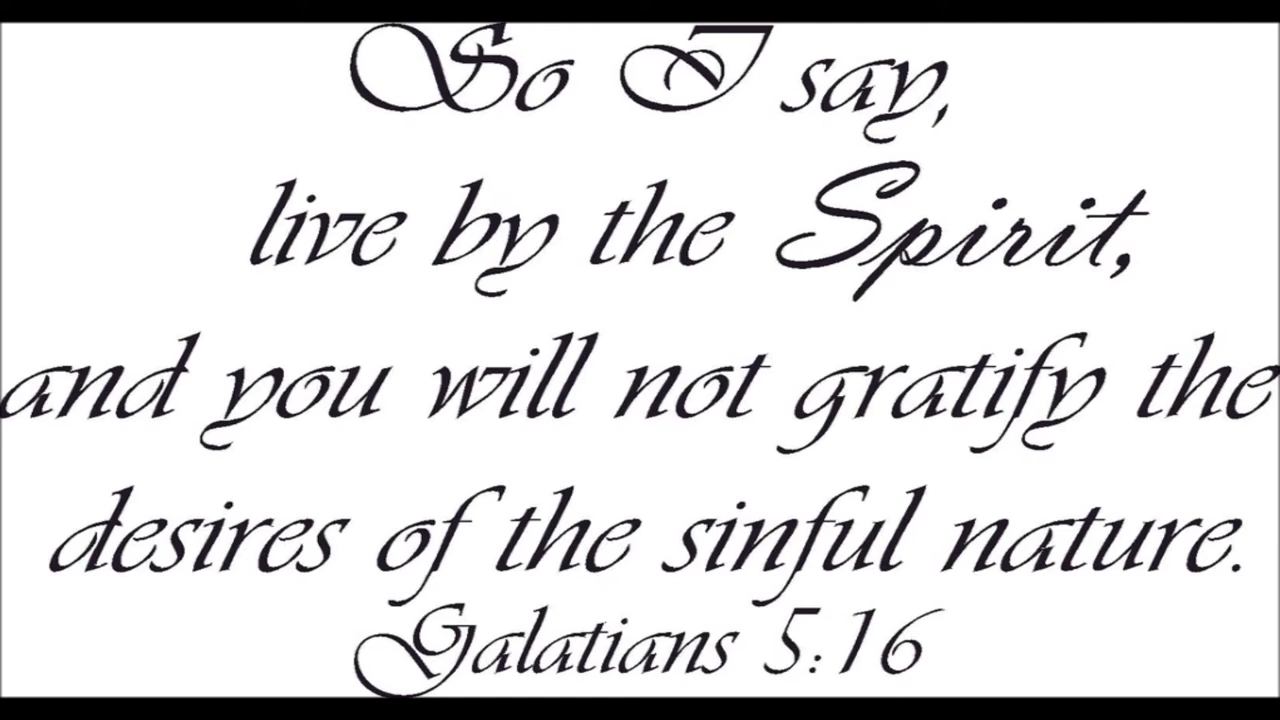 So I say,
live by the Spirit,
and you will not gratify the
desires of the sinful nature.
Galatians 5:16